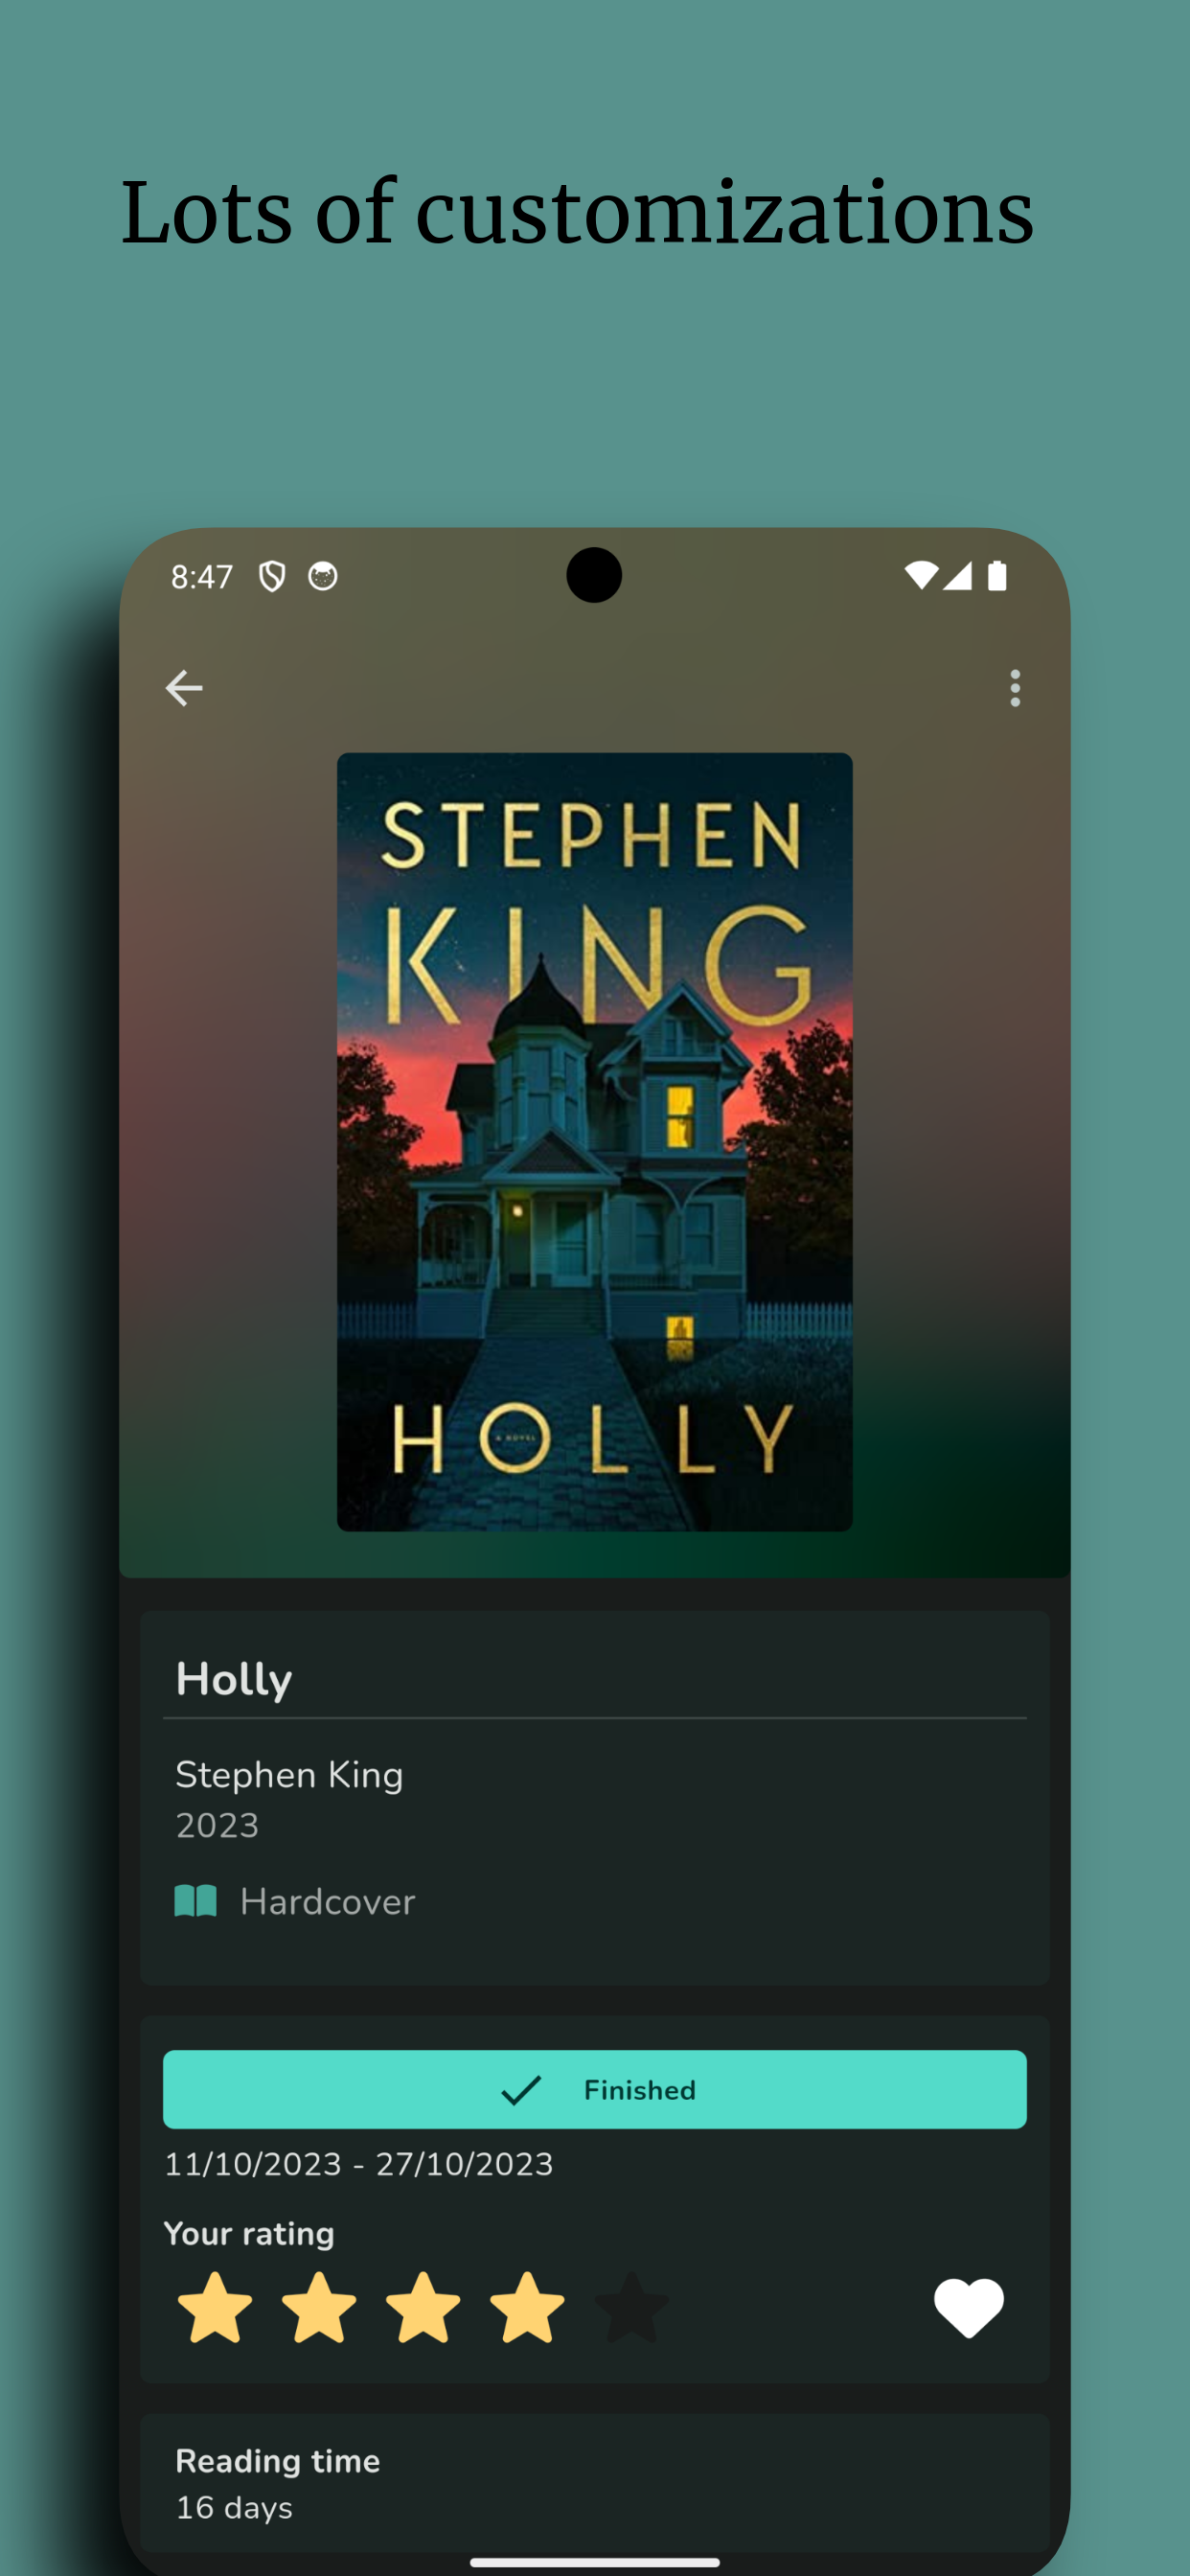 Lots of customizations
8:47
STEPHEN
KING
HOLLY
A NOVEL
Holly
Stephen King
2023
Hardcover
Finished
11/10/2023 - 27/10/2023
Your rating
Reading time
16 days